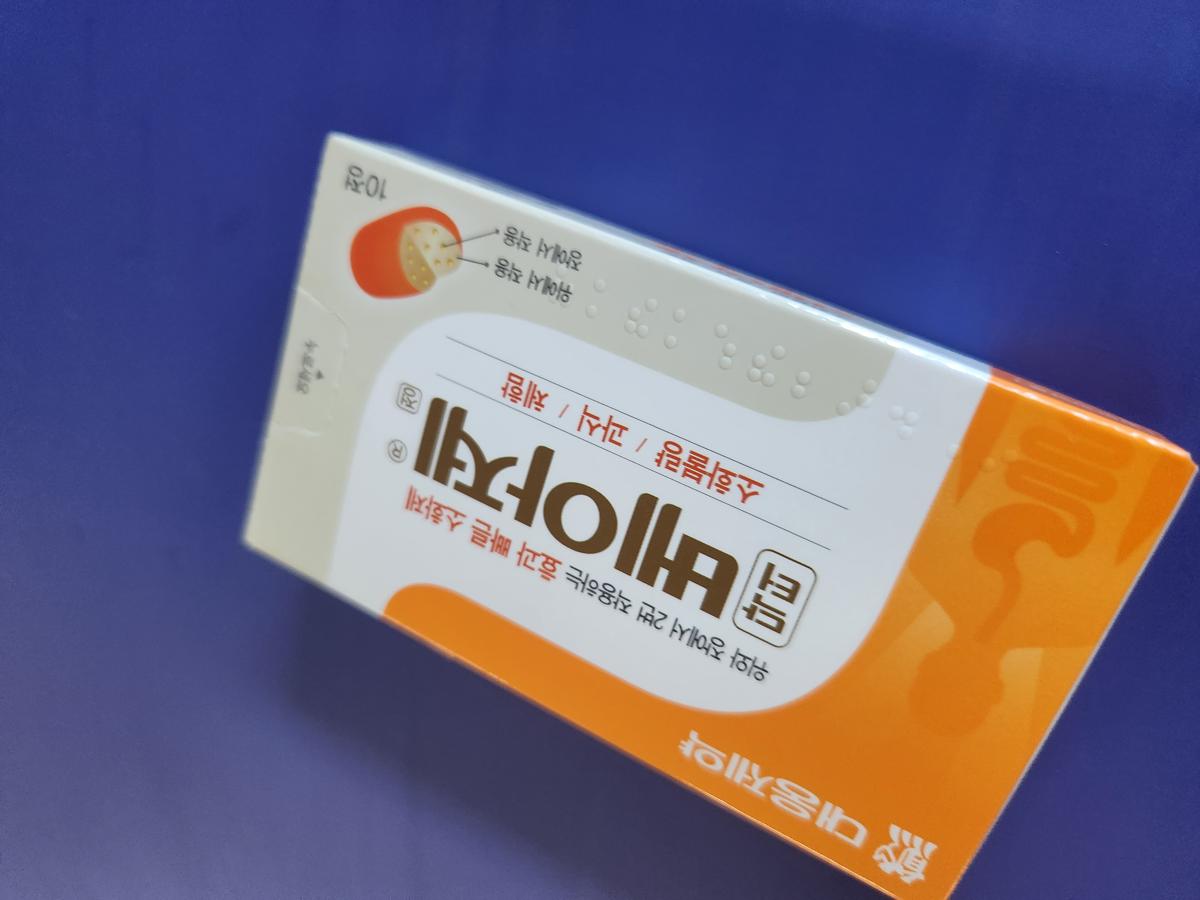 위와 장에서 2번 작용하는 효과 빠른 소화제
닥터 베아제® 정
소화불량 / 과식 / 체함
10정
위에서 작용
장에서 작용
熊 대웅제약